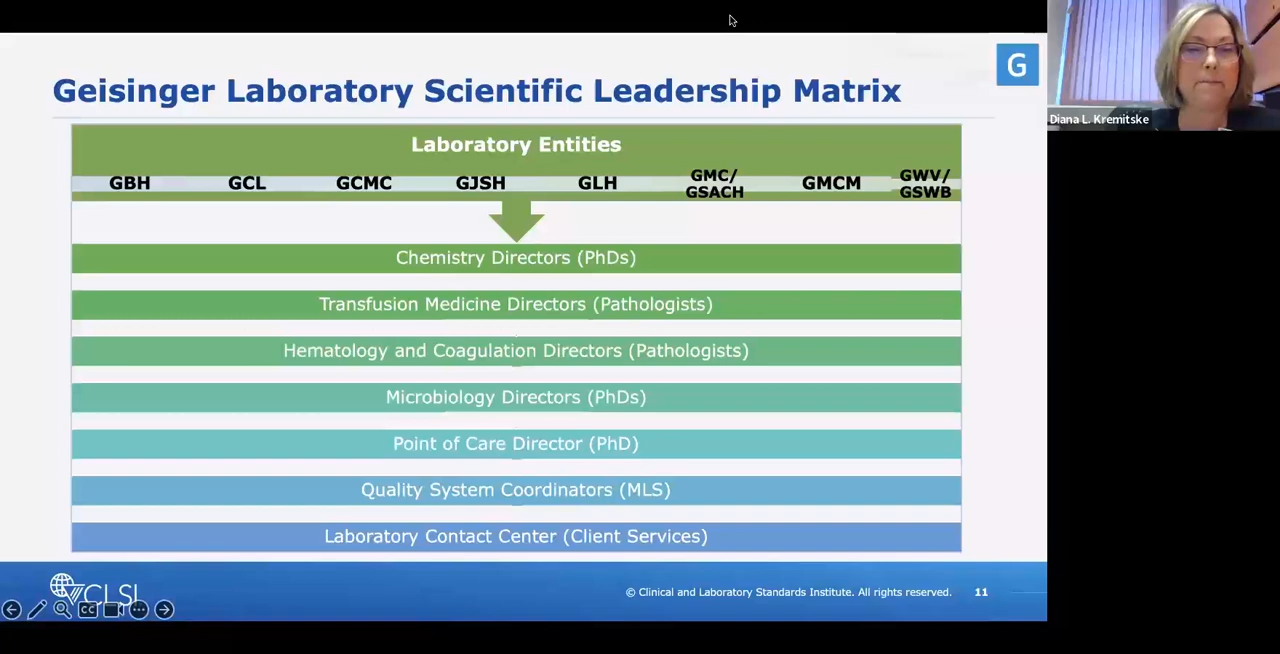 Geisinger Laboratory Scientific Leadership Matrix
G
Diana L. Kremitske
Laboratory Entities
GBH GCL GCMC GJSH GLH GMC/ GSACH GMCM GWV/ GSWB
Chemistry Directors (PhDs)
Transfusion Medicine Directors (Pathologists)
Hematology and Coagulation Directors (Pathologists)
Microbiology Directors (PhDs)
Point of Care Director (PhD)
Quality System Coordinators (MLS)
Laboratory Contact Center (Client Services)
CLSI
CC
© Clinical and Laboratory Standards Institute. All rights reserved. 11